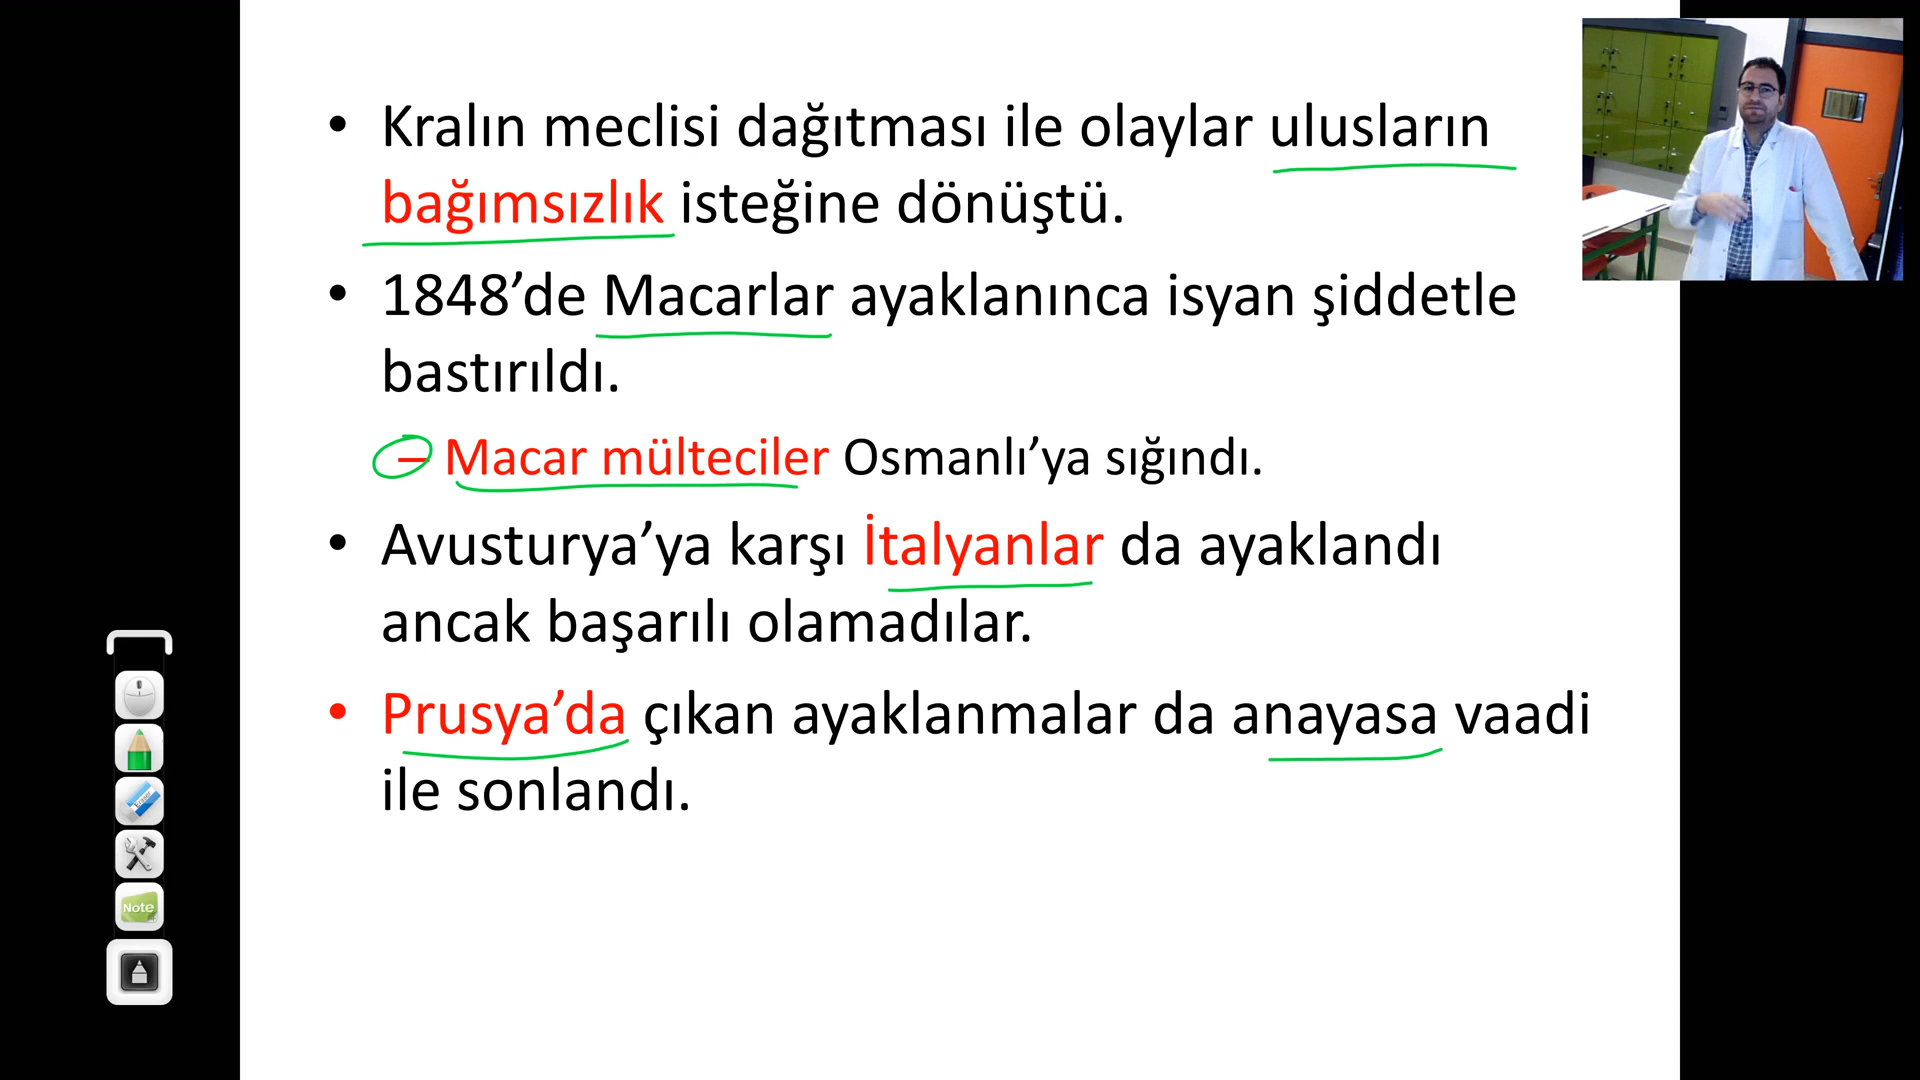 • Kralın meclisi dağıtması ile olaylar ulusların
bağımsızlık isteğine dönüştü.
• 1848’de Macarlar ayaklanınca isyan şiddetle
bastırıldı.
– Macar mülteciler Osmanlı’ya sığındı.
• Avusturya’ya karşı İtalyanlar da ayaklandı
ancak başarılı olamadılar.
• Prusya’da çıkan ayaklanmalar da anayasa vaadi
ile sonlandı.
Eraser
Note